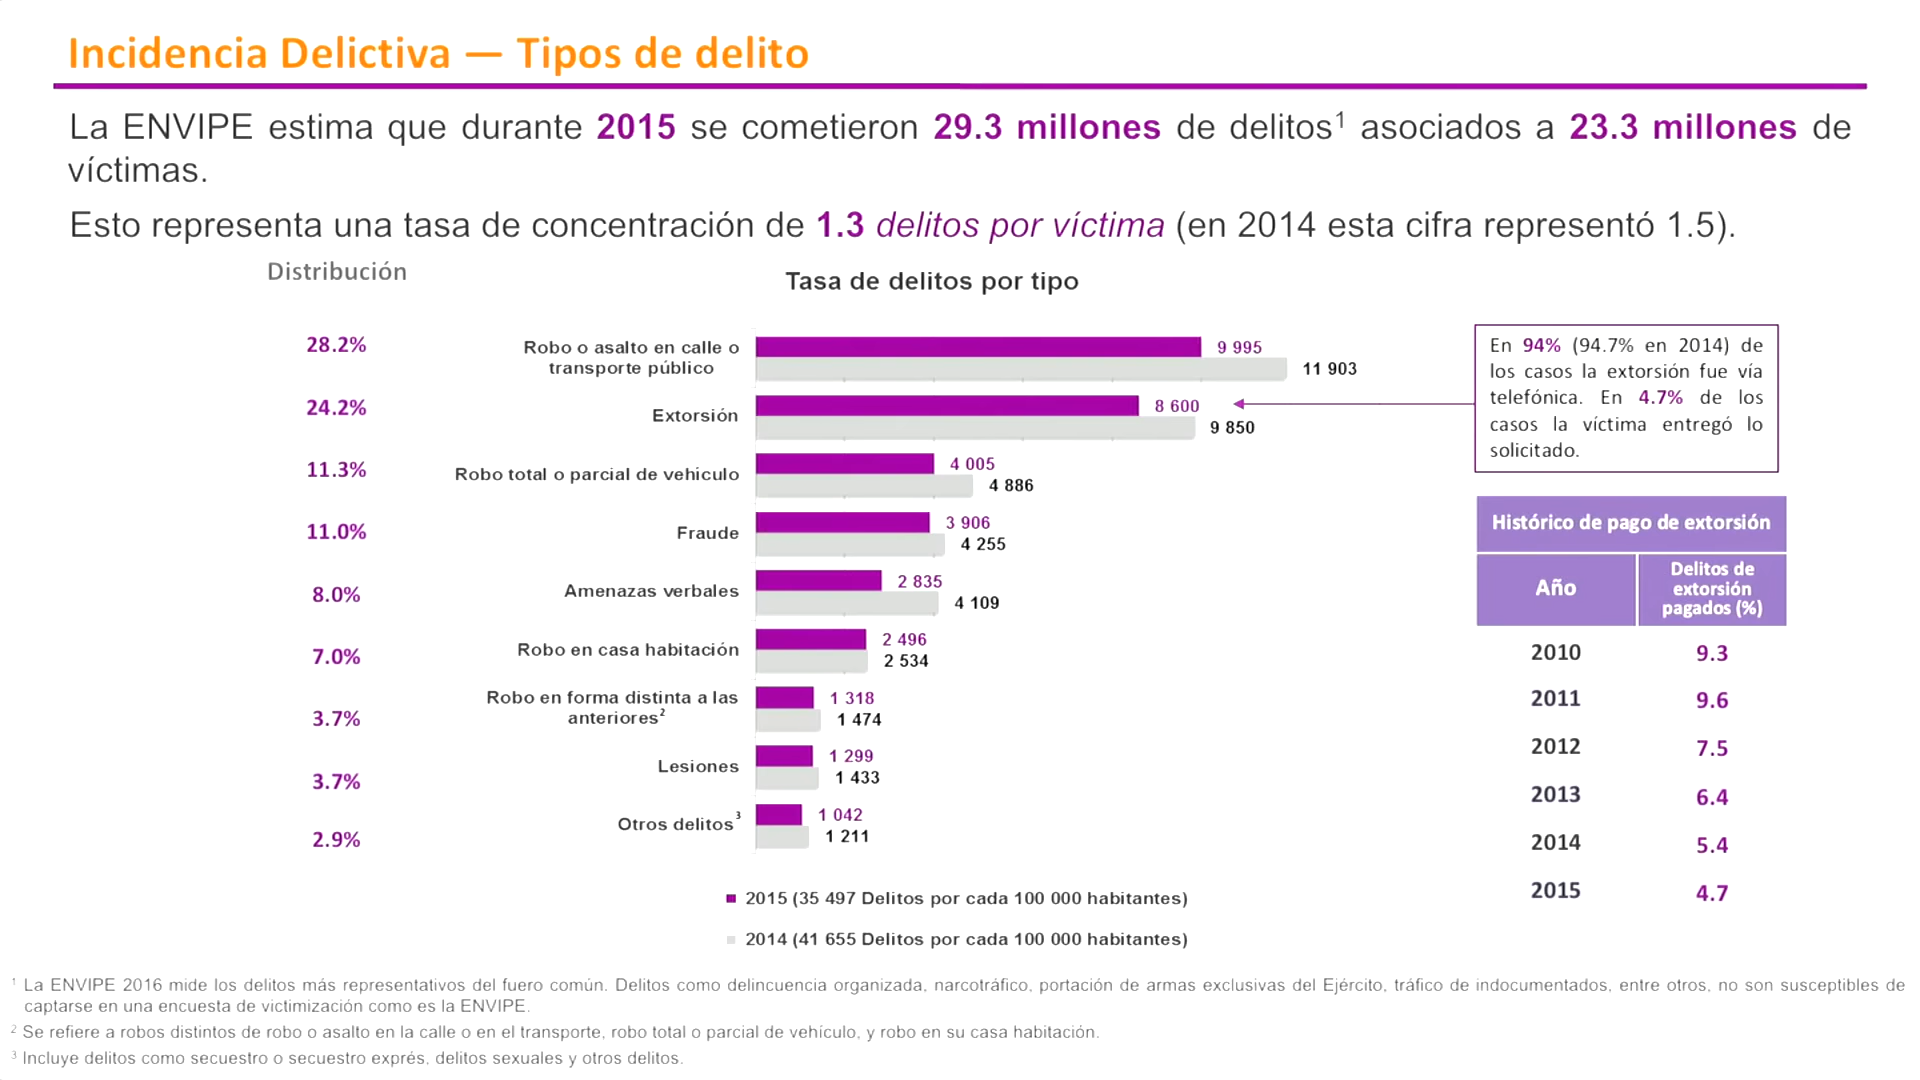 Incidencia Delictiva — Tipos de delito
La ENVIPE estima que durante 2015 se cometieron 29.3 millones de delitos¹ asociados a 23.3 millones de
víctimas.
Esto representa una tasa de concentración de 1.3 delitos por víctima (en 2014 esta cifra representó 1.5).
Distribución
Tasa de delitos por tipo
28.2%
Robo o asalto en calle o
transporte público
9 995
11 903
24.2%
Extorsión
8 600
9 850
11.3%
Robo total o parcial de vehiculo
4 005
4 886
11.0%
Fraude
3 906
4 255
8.0%
Amenazas verbales
2 835
4 109
7.0%
Robo en casa habitación
2 496
2 534
3.7%
Robo en forma distinta a las
anteriores²
1 318
1 474
3.7%
Lesiones
1 299
1 433
2.9%
Otros delitos³
1 042
1 211
2015 (35 497 Delitos por cada 100 000 habitantes)
2014 (41 655 Delitos por cada 100 000 habitantes)
En 94% (94.7% en 2014) de
los casos la extorsión fue vía
telefónica. En 4.7% de los
casos la víctima entregó lo
solicitado.
Histórico de pago de extorsión
Año
Delitos de
extorsión
pagados (%)
2010 9.3
2011 9.6
2012 7.5
2013 6.4
2014 5.4
2015 4.7
¹ La ENVIPE 2016 mide los delitos más representativos del fuero común. Delitos como delincuencia organizada, narcotráfico, portación de armas exclusivas del Ejército, tráfico de indocumentados, entre otros, no son susceptibles de
captarse en una encuesta de victimización como es la ENVIPE.
² Se refiere a robos distintos de robo o asalto en la calle o en el transporte, robo total o parcial de vehículo, y robo en su casa habitación.
³ Incluye delitos como secuestro o secuestro exprés, delitos sexuales y otros delitos.